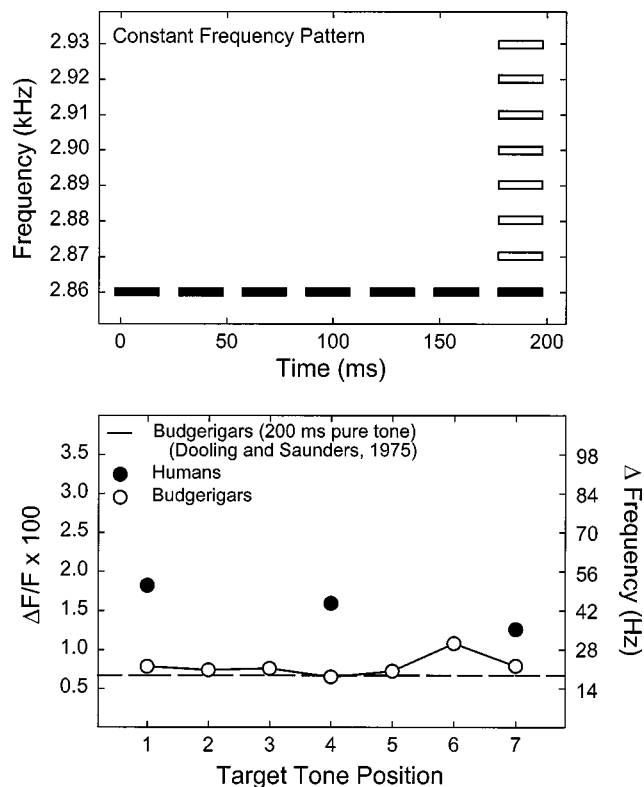 Constant Frequency Pattern
Frequency (kHz)
2.93
2.92
2.91
2.90
2.89
2.88
2.87
2.86
0 50 100 150 200
Time (ms)
Budgerigars (200 ms pure tone)
(Dooling and Saunders, 1975)
Humans
Budgerigars
ΔF/F x 100
3.5
3.0
2.5
2.0
1.5
1.0
0.5
98
84
70
56
42
28
14
Δ Frequency (Hz)
1 2 3 4 5 6 7
Target Tone Position